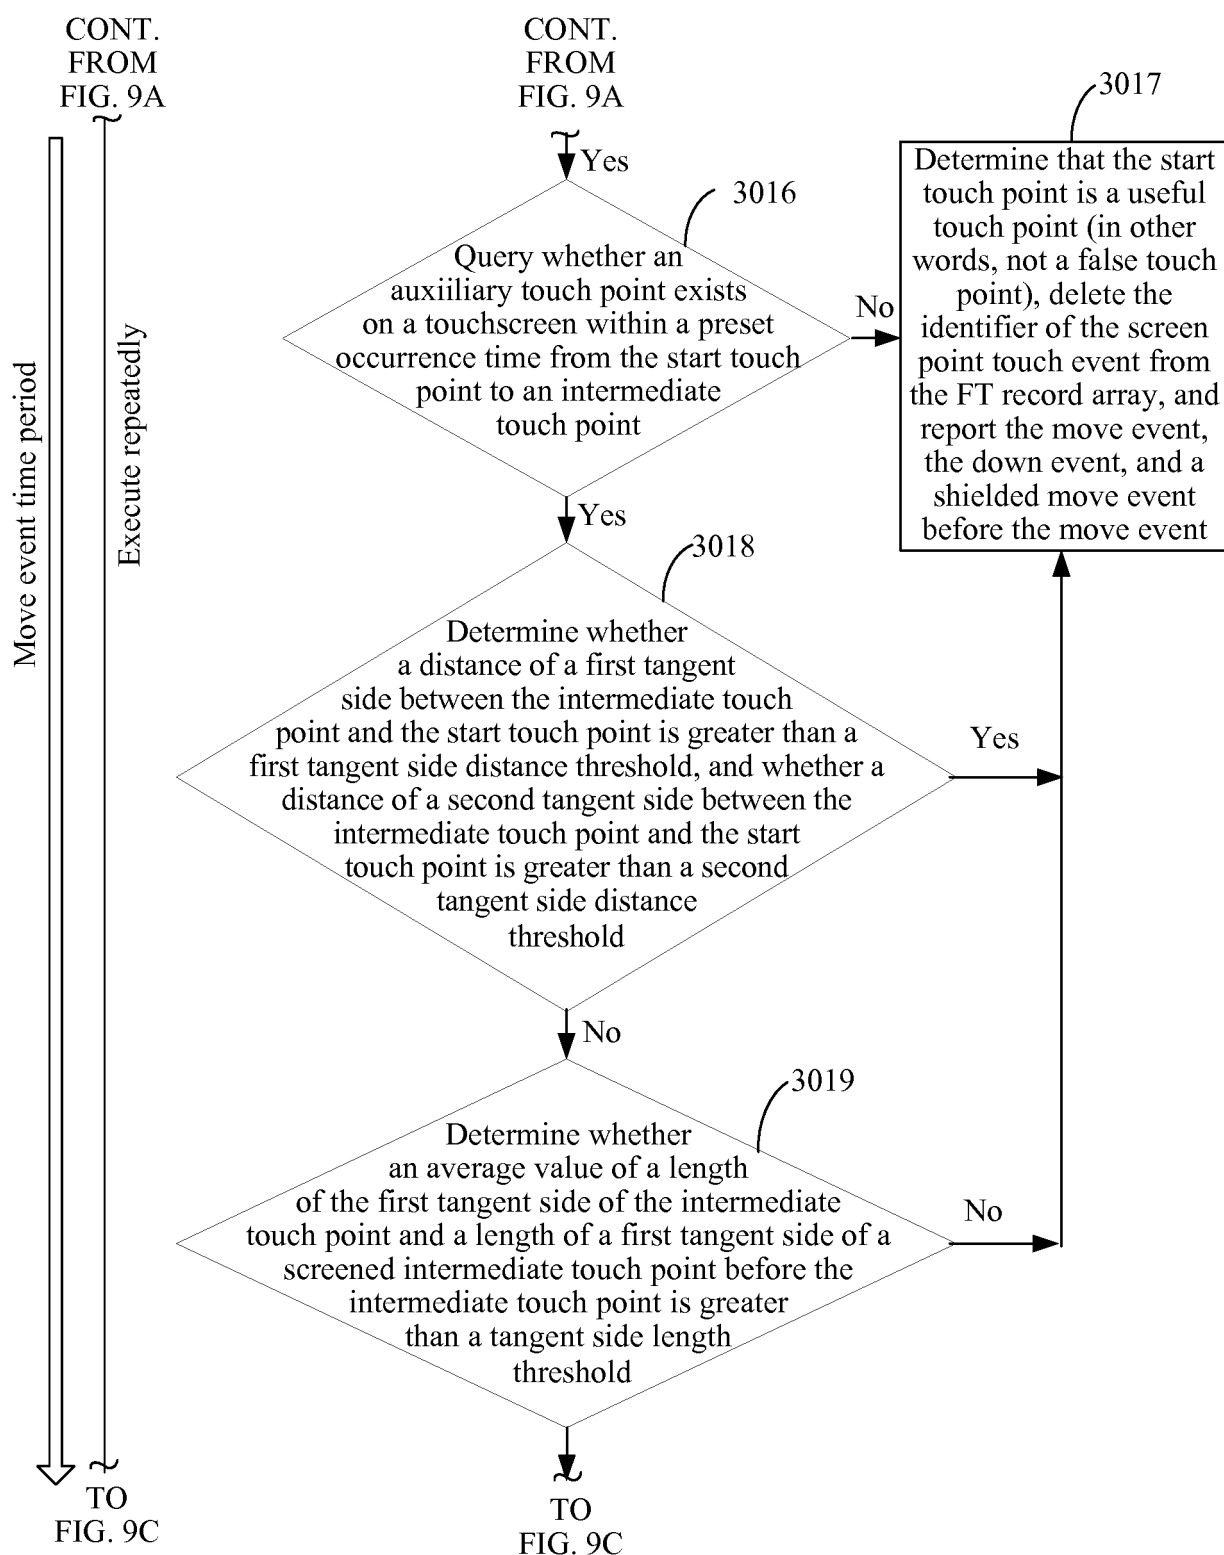 CONT.
FROM
FIG. 9A
CONT.
FROM
FIG. 9A
Move event time period
Execute repeatedly
Yes
3016
Query whether an
auxiiliary touch point exists
on a touchscreen within a preset
occurrence time from the start touch
point to an intermediate
touch point
No
3017
Determine that the start
touch point is a useful
touch point (in other
words, not a false touch
point), delete the
identifier of the screen
point touch event from
the FT record array, and
report the move event,
the down event, and a
shielded move event
before the move event
Yes
3018
Determine whether
a distance of a first tangent
side between the intermediate touch
point and the start touch point is greater than a
first tangent side distance threshold, and whether a
distance of a second tangent side between the
intermediate touch point and the start
touch point is greater than a second
tangent side distance
threshold
Yes
No
3019
Determine whether
an average value of a length
of the first tangent side of the intermediate
touch point and a length of a first tangent side of a
screened intermediate touch point before the
intermediate touch point is greater
than a tangent side length
threshold
No
TO
FIG. 9C
TO
FIG. 9C